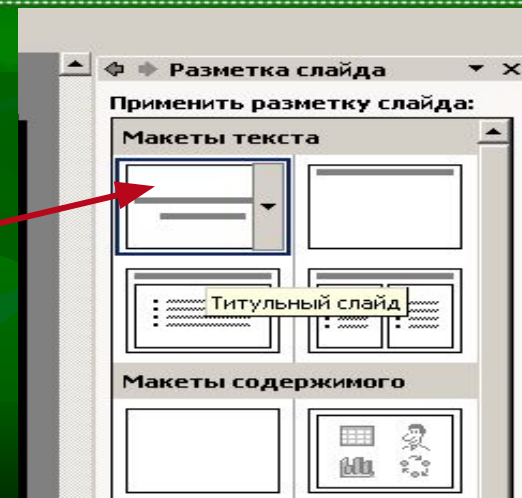 Разметка слайда
Применить разметку слайда:
Макеты текста
Титульный слайд
Макеты содержимого